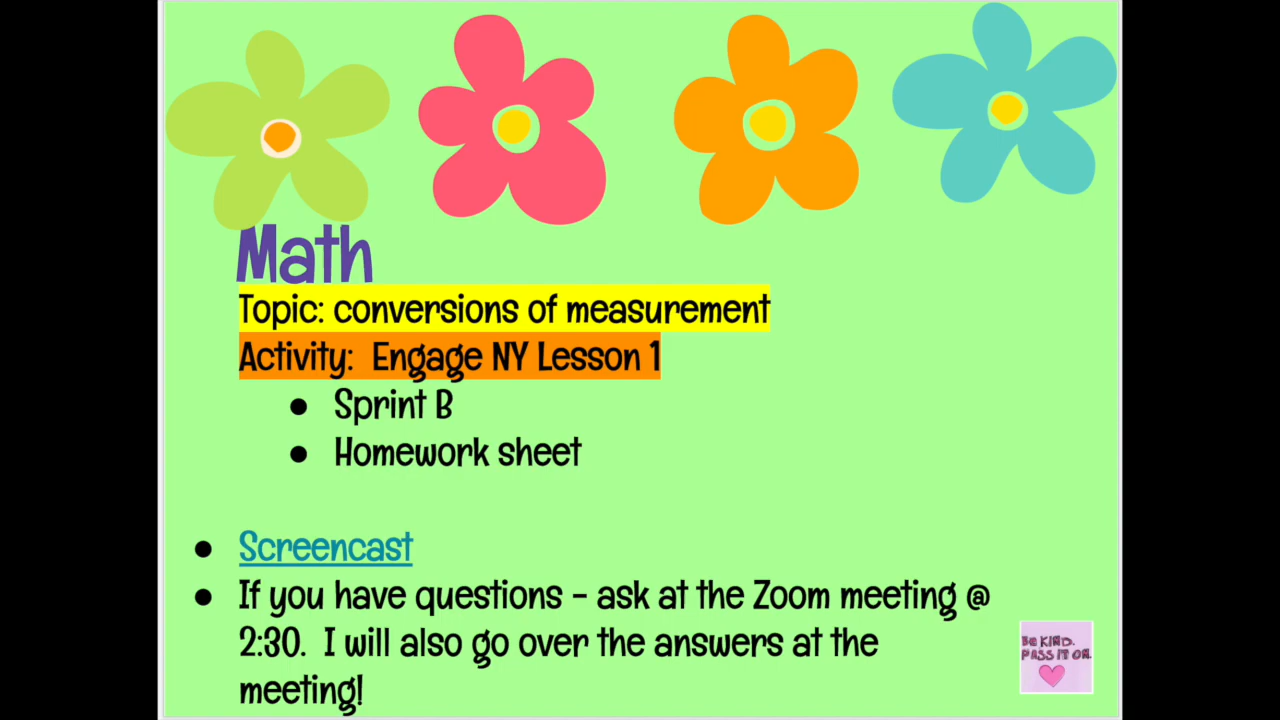 Math
Topic: conversions of measurement
Activity: Engage NY Lesson 1
● Sprint B
● Homework sheet
● Screencast
● If you have questions - ask at the Zoom meeting @
2:30. I will also go over the answers at the
meeting!
BE KIND.
PASS IT ON.